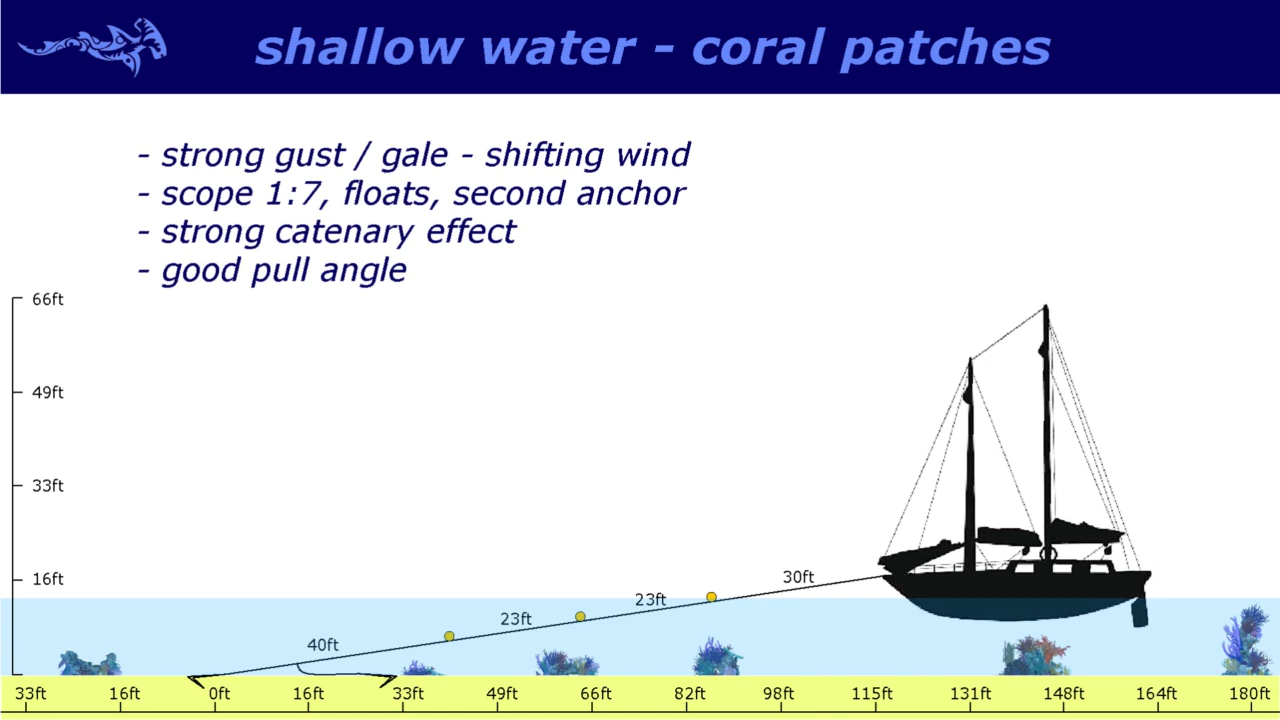 shallow water - coral patches
- strong gust / gale - shifting wind
- scope 1:7, floats, second anchor
- strong catenary effect
- good pull angle
66ft
49ft
33ft
16ft
30ft
23ft
23ft
40ft
33ft 16ft 0ft 16ft 33ft 49ft 66ft 82ft 98ft 115ft 131ft 148ft 164ft 180ft